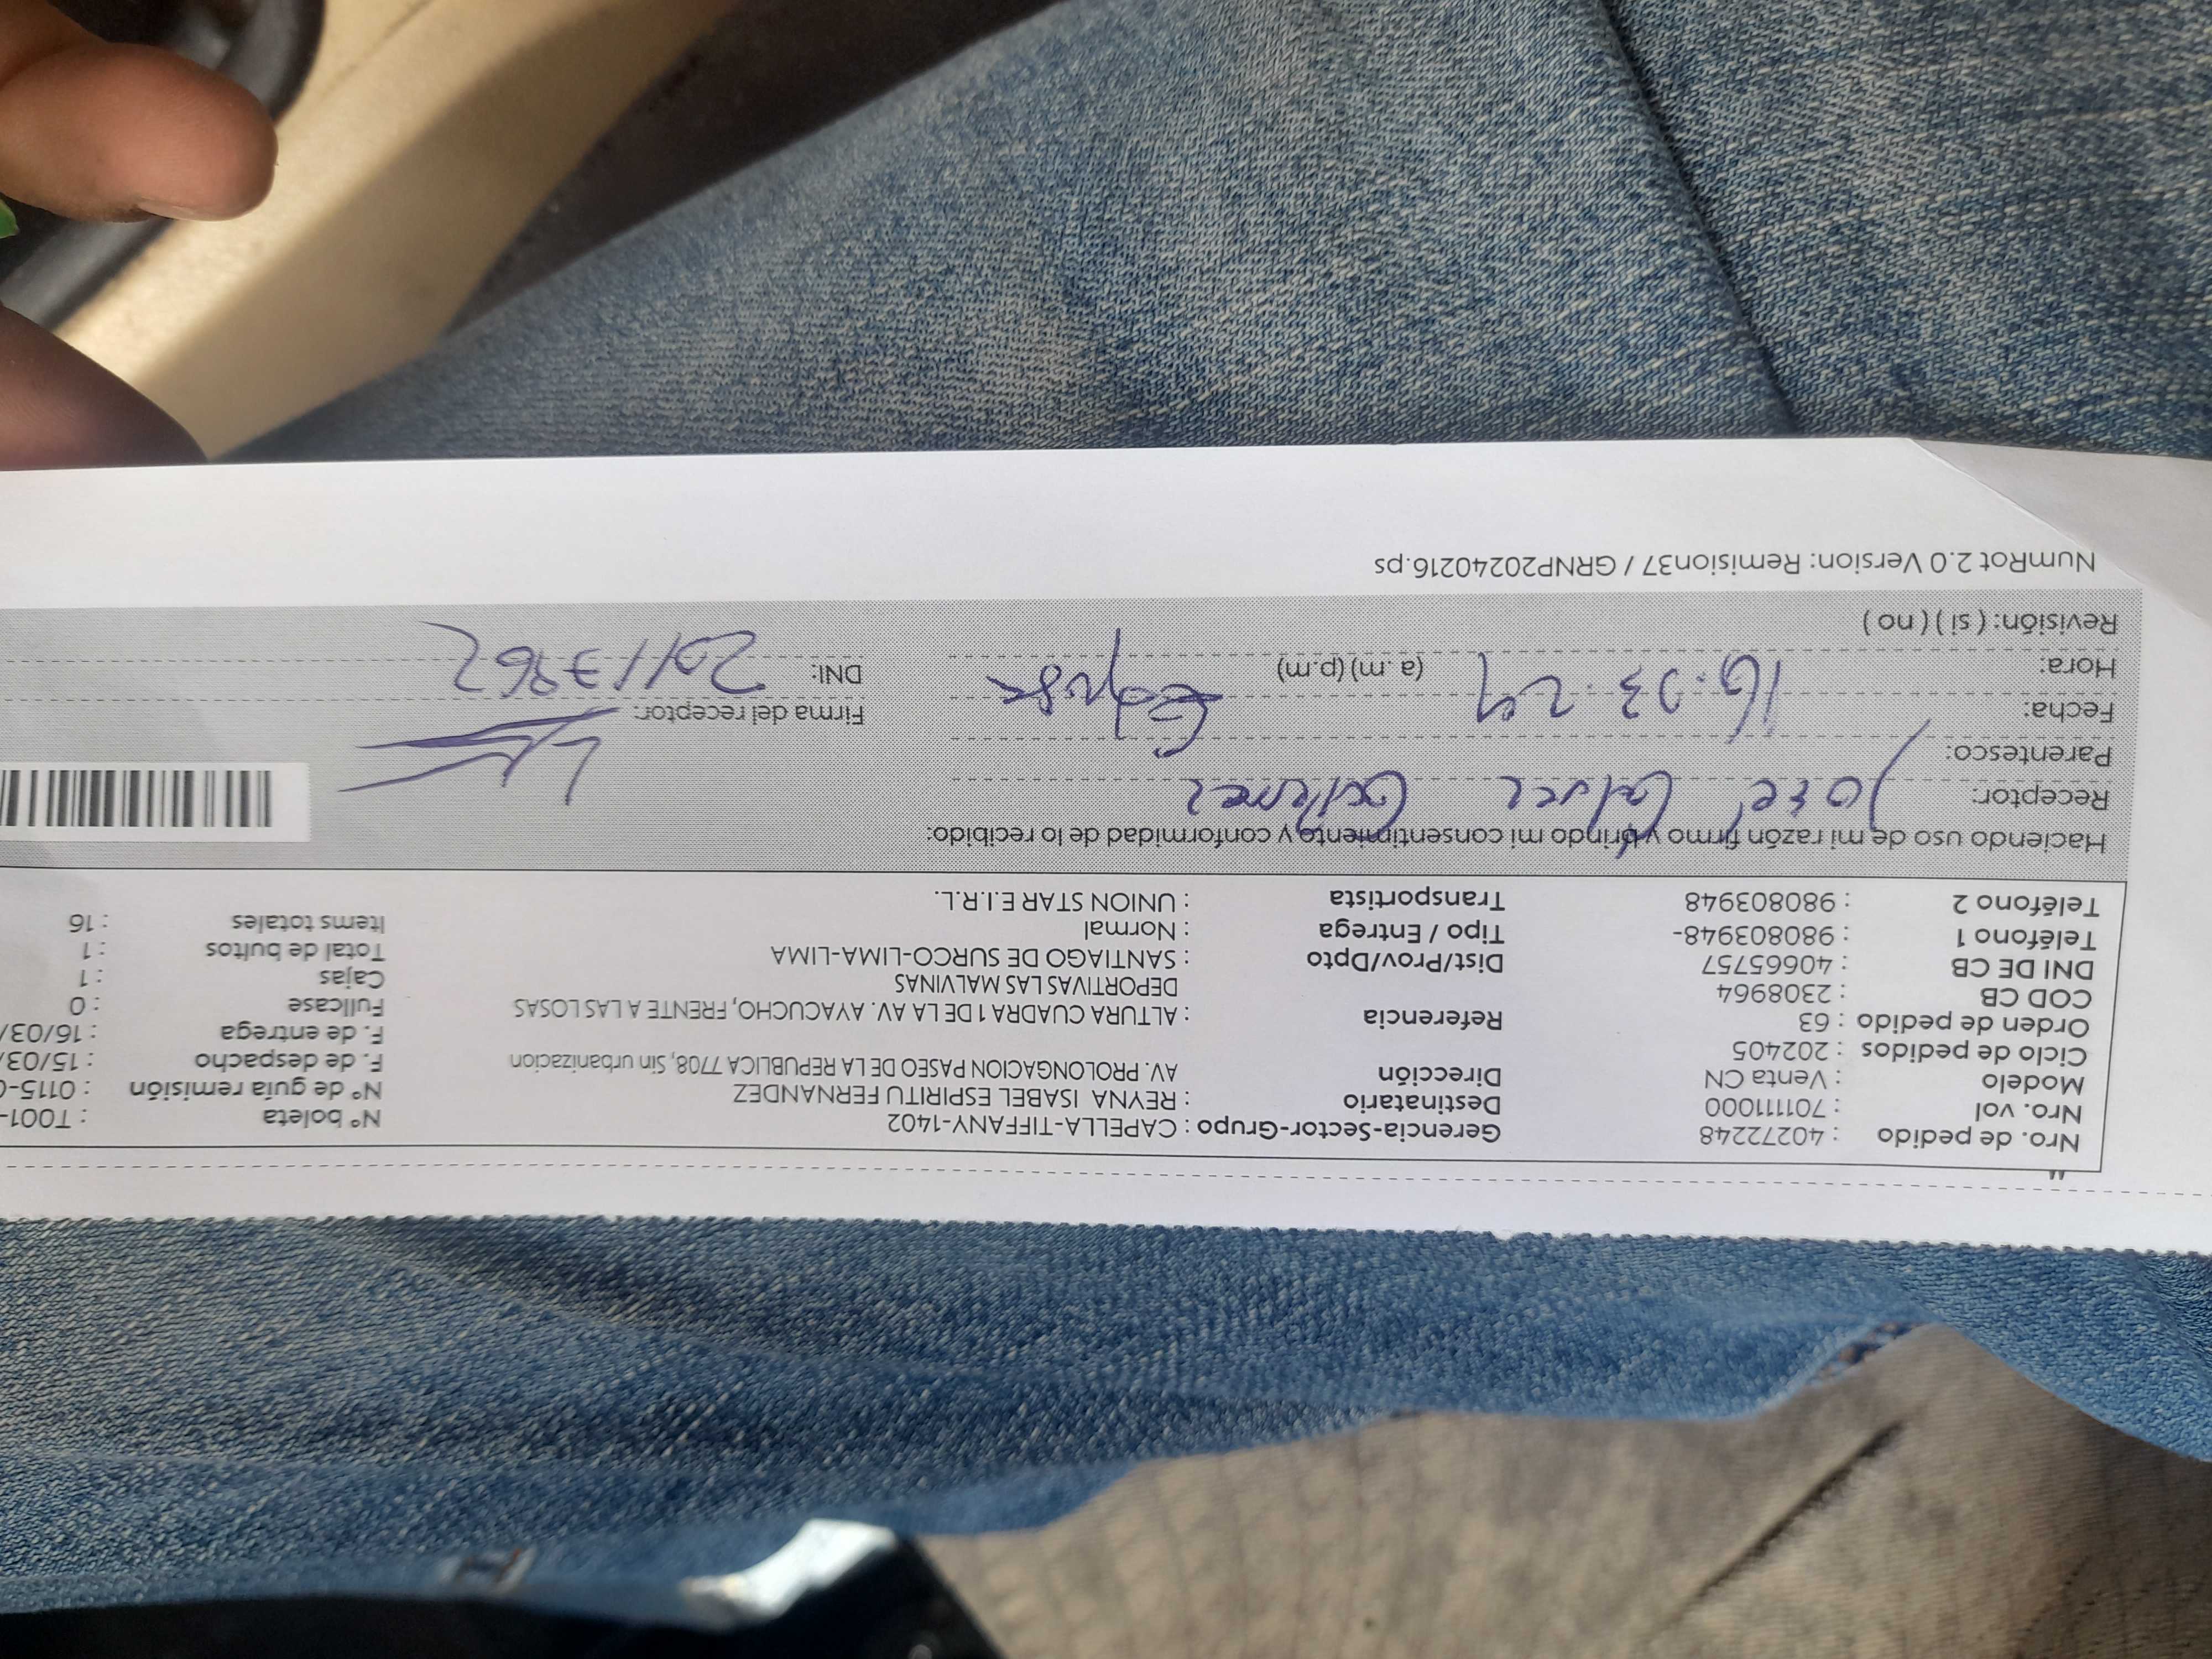 Nro. de pedido : 40272248 Gerencia-Sector-Grupo : CAPELLA-TIFFANY-1402 Nº boleta : T001-
Nro. vol : 701111000 Destinatario : REYNA ISABEL ESPIRITU FERNANDEZ Nº de guía remisión : 0115-0
Modelo : Venta CN Dirección AV. PROLONGACION PASEO DE LA REPUBLICA 7708, Sin urbanizacion F. de despacho : 15/03/
Ciclo de pedidos : 202405 F. de entrega : 16/03/
Orden de pedido : 63 Referencia : ALTURA CUADRA 1 DE LA AV. AYACUCHO, FRENTE A LAS LOSAS Fullcase : 0
COD CB : 2308964 DEPORTIVAS LAS MALVINAS Cajas : 1
DNI DE CB : 40665757 Dist/Prov/Dpto : SANTIAGO DE SURCO-LIMA-LIMA Total de bultos : 1
Teléfono 1 : 980803948- Tipo / Entrega : Normal Items totales : 16
Teléfono 2 : 980803948 Transportista : UNION STAR E.I.R.L.
Haciendo uso de mi razón firmo y brindo mi consentimiento y conformidad de lo recibido:
Receptor: José
Parentesco: Esposo
Fecha: 16.03.24 Firma del receptor:
Hora: (a.m) (p.m) DNI: 20117862
Revisión: ( si ) ( no )
NumRot 2.0 Version: Remision37 / GRNP20240216.ps